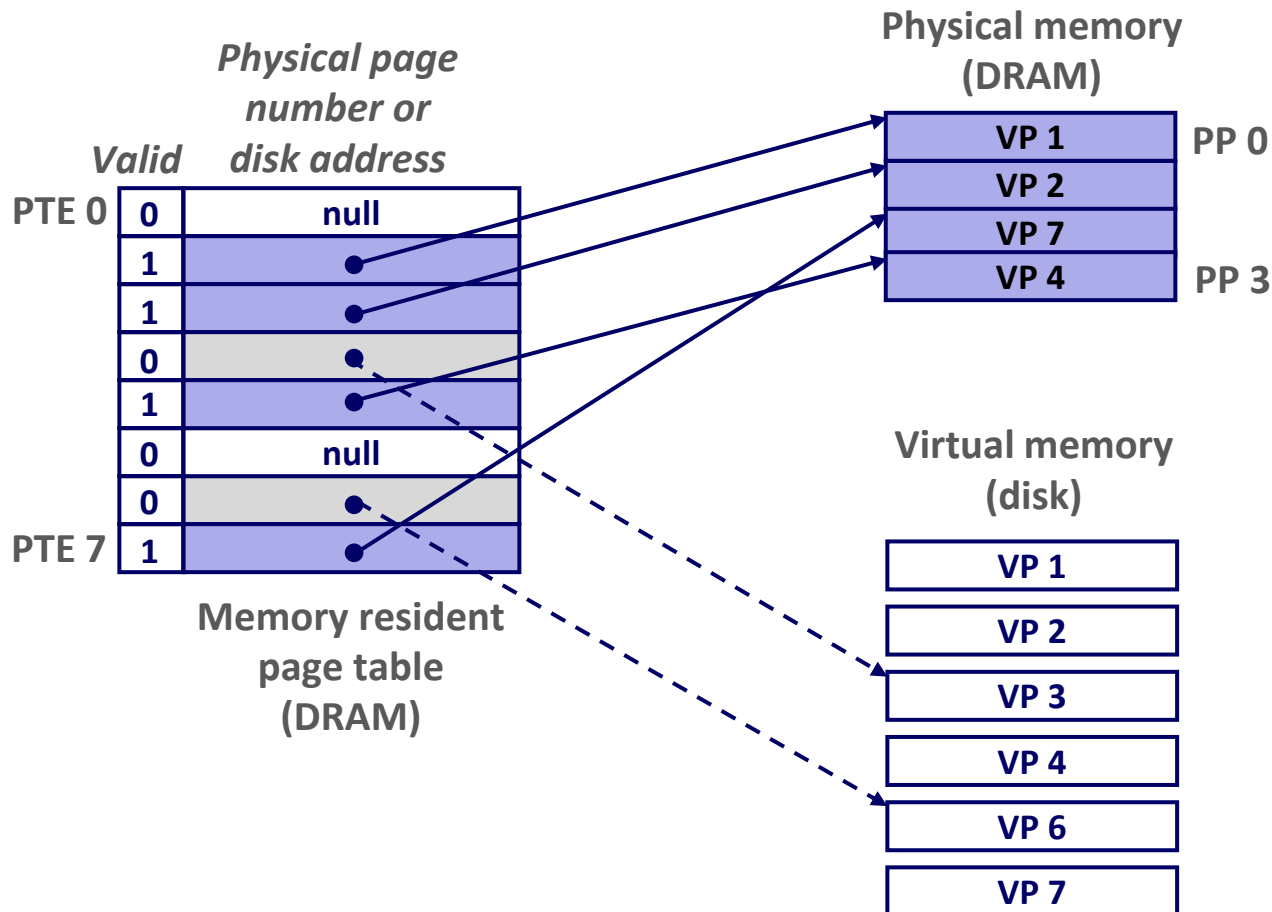 Physical page
number or
disk address
Valid
PTE 0
0
null
1
1
0
1
0
null
0
PTE 7
1
Memory resident
page table
(DRAM)
Physical memory
(DRAM)
VP 1
PP 0
VP 2
VP 7
VP 4
PP 3
Virtual memory
(disk)
VP 1
VP 2
VP 3
VP 4
VP 6
VP 7